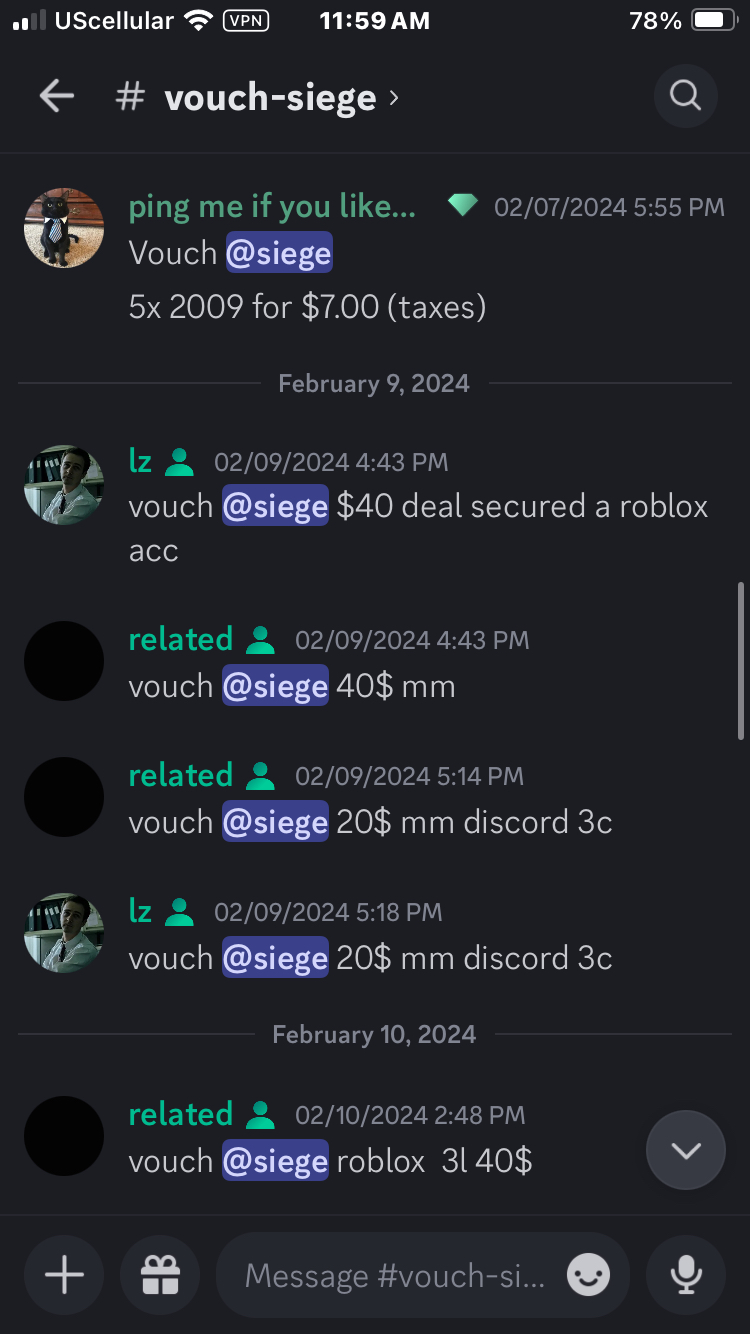 UScellular VPN 11:59 AM 78%
# vouch-siege ›
ping me if you like... 02/07/2024 5:55 PM
Vouch @siege
5x 2009 for $7.00 (taxes)
February 9, 2024
lz 02/09/2024 4:43 PM
vouch @siege $40 deal secured a roblox
acc
related 02/09/2024 4:43 PM
vouch @siege 40$ mm
related 02/09/2024 5:14 PM
vouch @siege 20$ mm discord 3c
lz 02/09/2024 5:18 PM
vouch @siege 20$ mm discord 3c
February 10, 2024
related 02/10/2024 2:48 PM
vouch @siege roblox  3l 40$
Message #vouch-si...